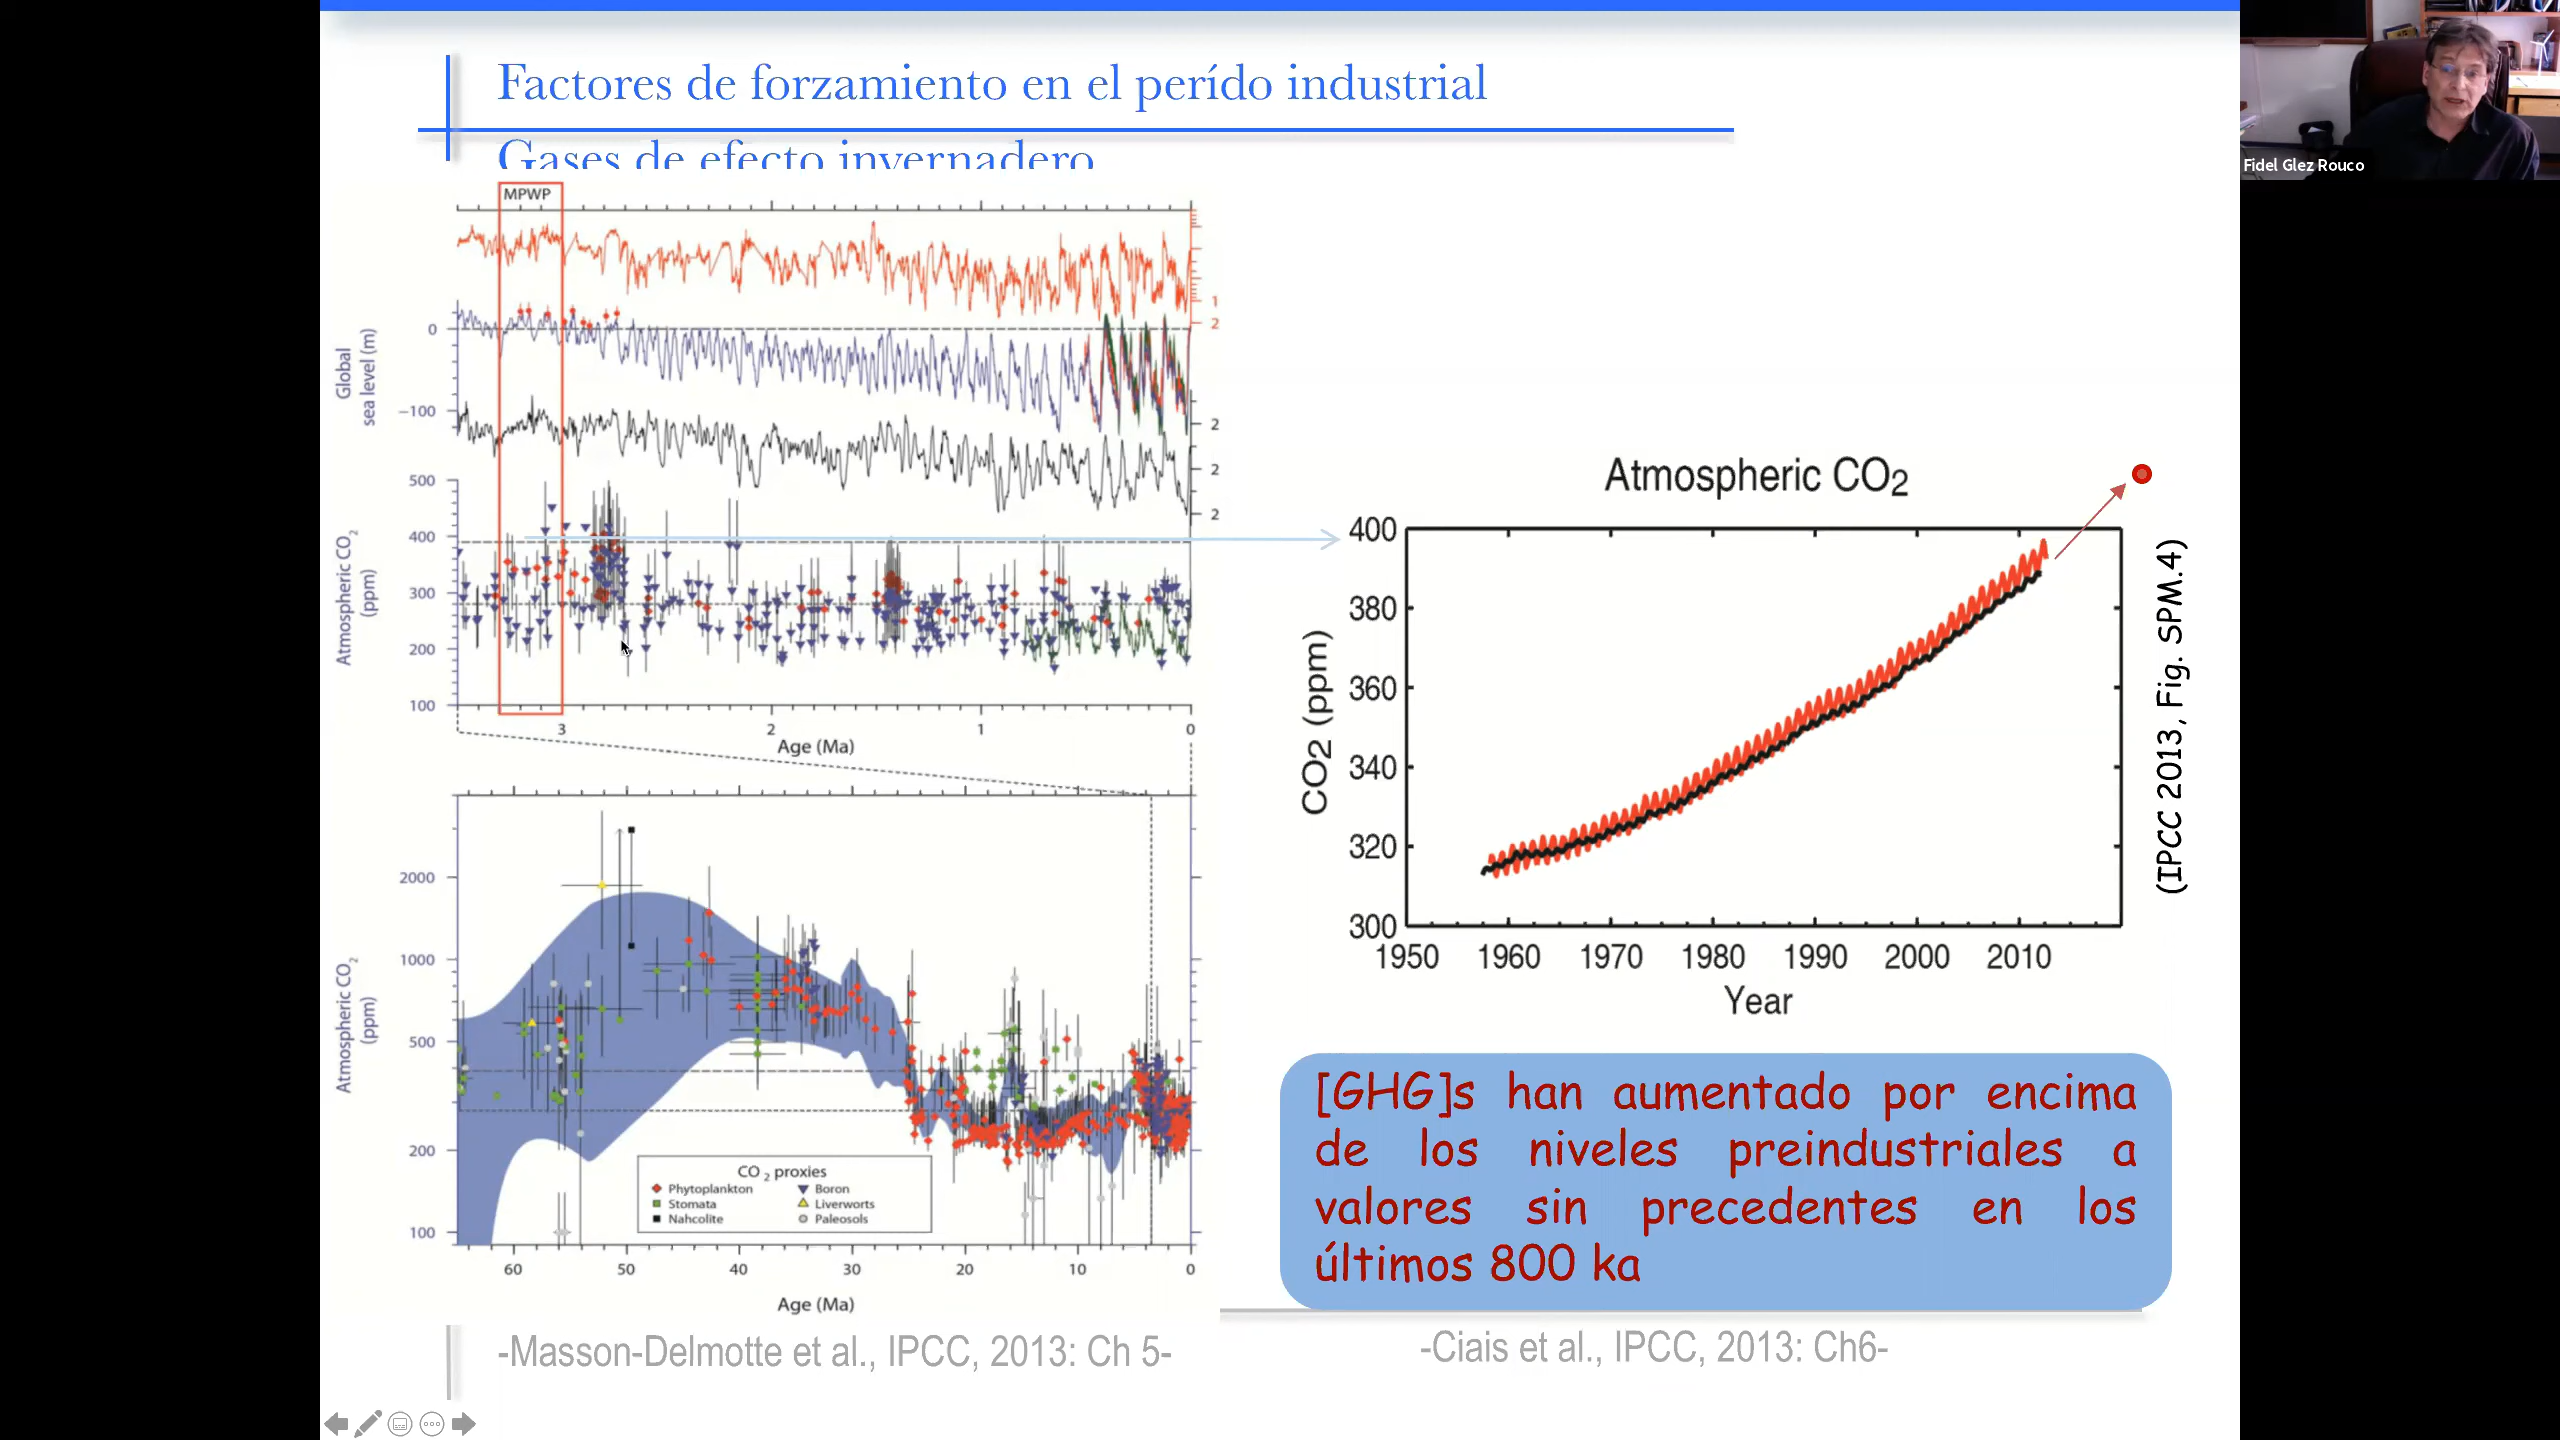 Factores de forzamiento en el perído industrial
Gases de efecto invernadero
Fidel Glez Rouco
MPWP
1
2
0
Global
sea level (m)
-100
2
2
2
500
400
300
200
100
Atmospheric CO2
(ppm)
3
2
1
0
Age (Ma)
2000
1000
500
200
100
Atmospheric CO2
(ppm)
CO2 proxies
Phytoplankton
Boron
Stomata
Liverworts
Nahcolite
Paleosols
60
50
40
30
20
10
0
Age (Ma)
-Masson-Delmotte et al., IPCC, 2013: Ch 5-
Atmospheric CO2
400
380
360
340
320
300
CO2 (ppm)
1950
1960
1970
1980
1990
2000
2010
Year
(IPCC 2013, Fig. SPM.4)
[GHG]s han aumentado por encima
de los niveles preindustriales a
valores sin precedentes en los
últimos 800 ka
-Ciais et al., IPCC, 2013: Ch6-